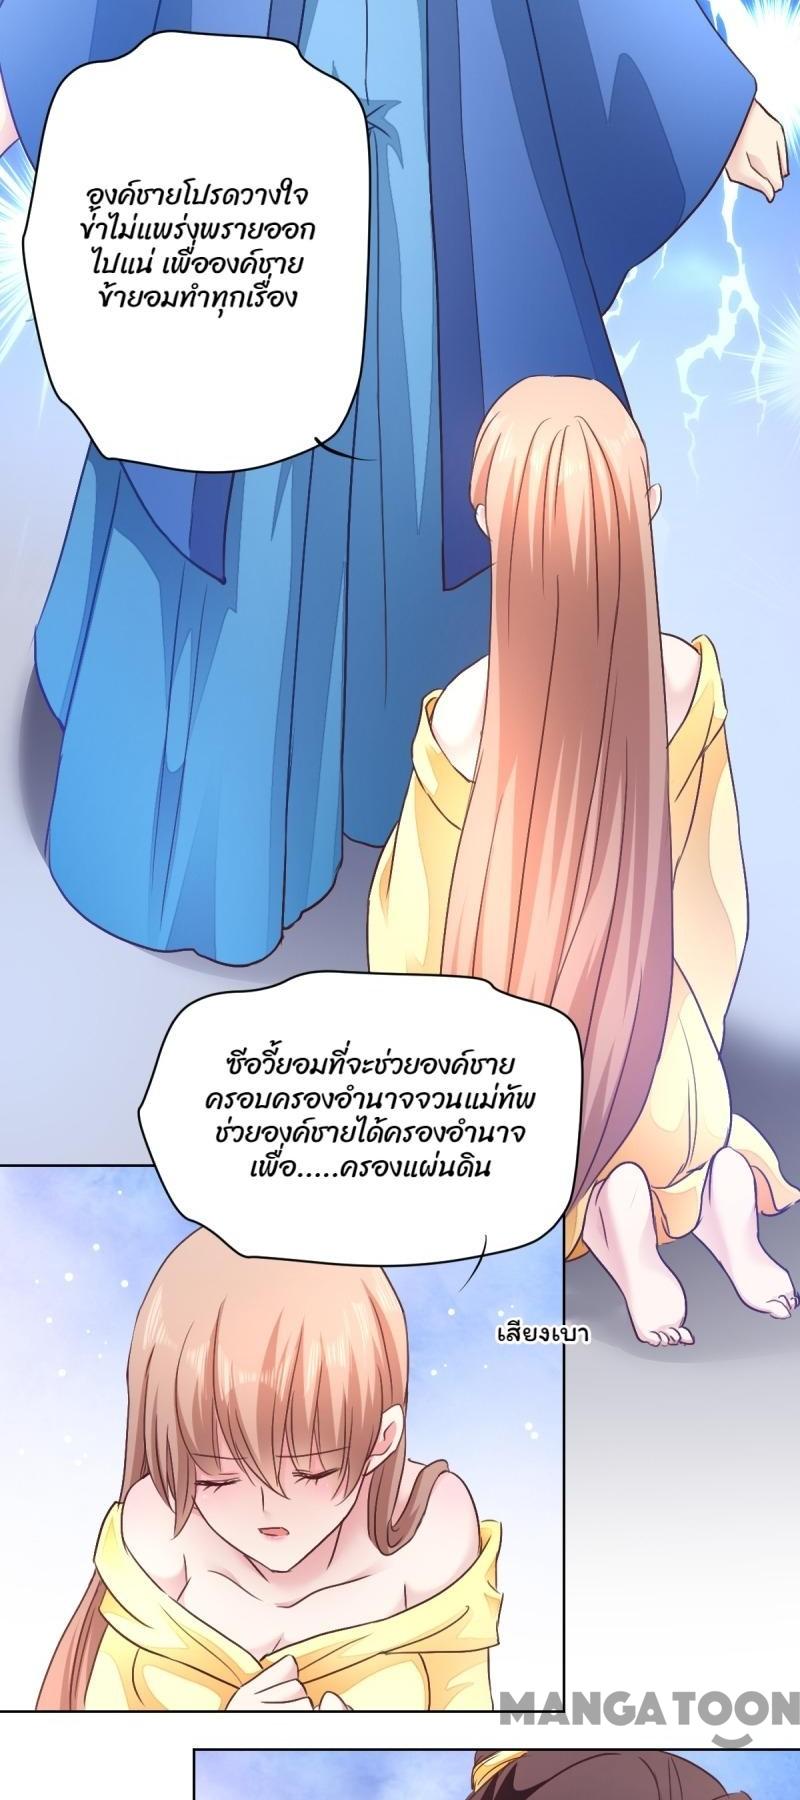 องค์ชายโปรดวางใจ
ข้าไม่แพร่งพรายออก
ไปแน่ เพื่อองค์ชาย
ข้ายอมทำทุกเรื่อง
ซีอวี้ยอมที่จะช่วยองค์ชาย
ครอบครองอำนาจจวนแม่ทัพ
ช่วยองค์ชายได้ครองอำนาจ
เพื่อ.....ครองแผ่นดิน
เสียงเบา
MANGATOON